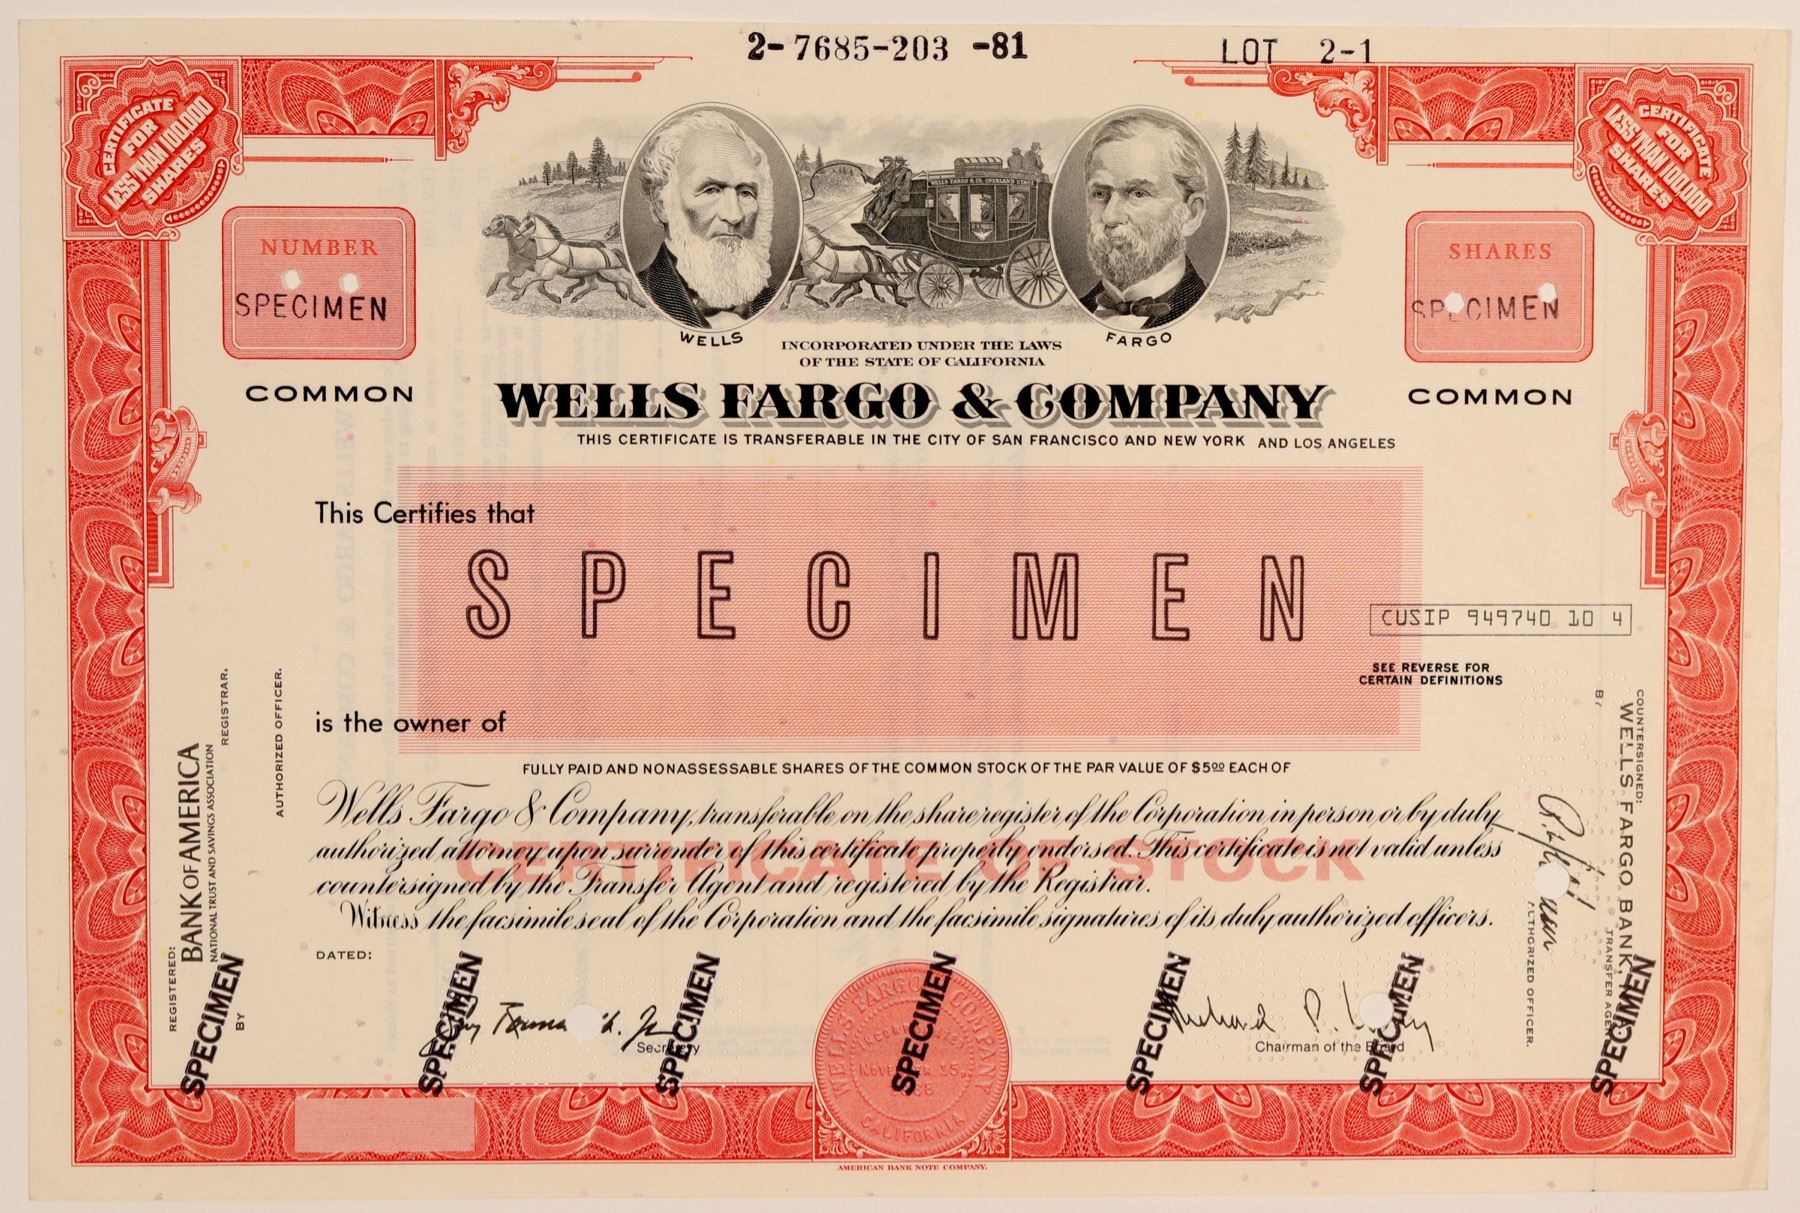 2-7685-203 -81
LOT 2-1
CERTIFICATE
FOR
LESS THAN 100,000
SHARES
CERTIFICATE
FOR
LESS THAN 100,000
SHARES
WELLS FARGO & CO. OVERLAND STAGE
U.S. MAIL
NUMBER
SPECIMEN
SHARES
SPECIMEN
WELLS
FARGO
INCORPORATED UNDER THE LAWS
OF THE STATE OF CALIFORNIA
COMMON
COMMON
WELLS FARGO & COMPANY
THIS CERTIFICATE IS TRANSFERABLE IN THE CITY OF SAN FRANCISCO AND NEW YORK AND LOS ANGELES
This Certifies that
SPECIMEN
CUSIP 949740 10 4
SEE REVERSE FOR
CERTAIN DEFINITIONS
is the owner of
FULLY PAID AND NONASSESSABLE SHARES OF THE COMMON STOCK OF THE PAR VALUE OF $5.00 EACH OF
Wells Fargo & Company, transferable on the share register of the Corporation in person or by duly
authorized attorney upon surrender of this certificate properly endorsed. This certificate is not valid unless
CERTIFICATE OF STOCK
countersigned by the Transfer Agent and registered by the Registrar.
Witness the facsimile seal of the Corporation and the facsimile signatures of its duly authorized officers.
DATED:
REGISTERED:
BANK OF AMERICA
NATIONAL TRUST AND SAVINGS ASSOCIATION
REGISTRAR.
BY
AUTHORIZED OFFICER.
COUNTERSIGNED:
WELLS FARGO BANK,
TRANSFER AGENT
BY
AUTHORIZED OFFICER.
Secretary
Chairman of the Board
SPECIMEN
SPECIMEN
SPECIMEN
SPECIMEN
SPECIMEN
SPECIMEN
SPECIMEN
WELLS FARGO & COMPANY
NOVEMBER 15,
CALIFORNIA
AMERICAN BANK NOTE COMPANY.